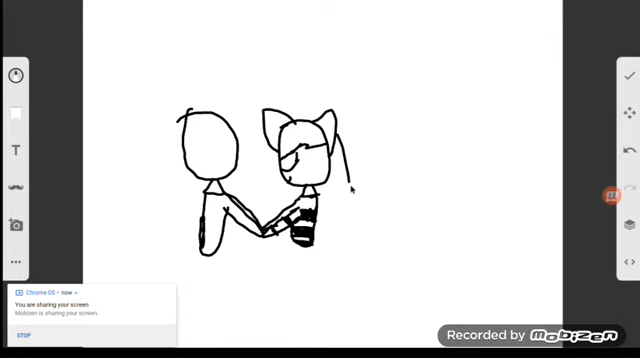 T
Chrome OS • now
You are sharing your screen
Mobizen is sharing your screen.
STOP
Recorded by mobizen